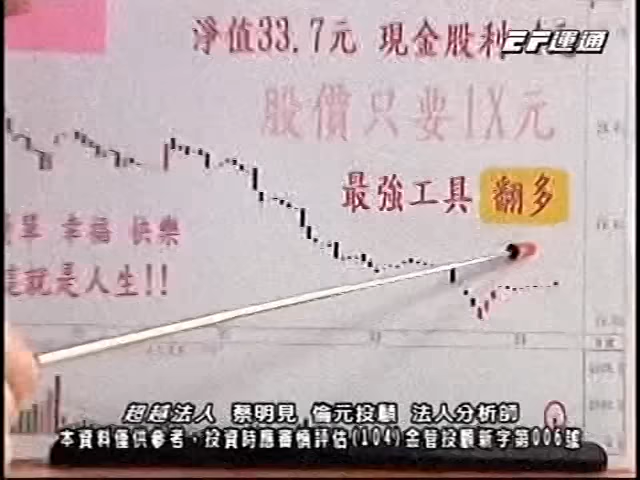 淨值33.7元 現金股利
運通
股價只要1X元
最強工具 翻多
單 幸福 快樂
這就是人生!!
超越法人 蔡明見 倫元投顧 法人分析師
本資料僅供參考,投資時應審慎評估(104)金管投顧新字第006號